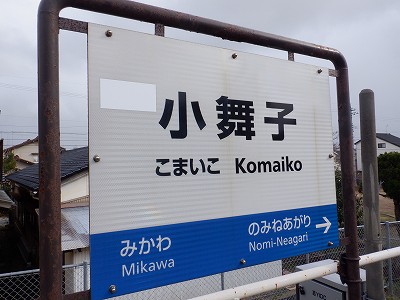 小舞子
こまいこ Komaiko
みかわ
Mikawa
のみねあがり →
Nomi-Neagari